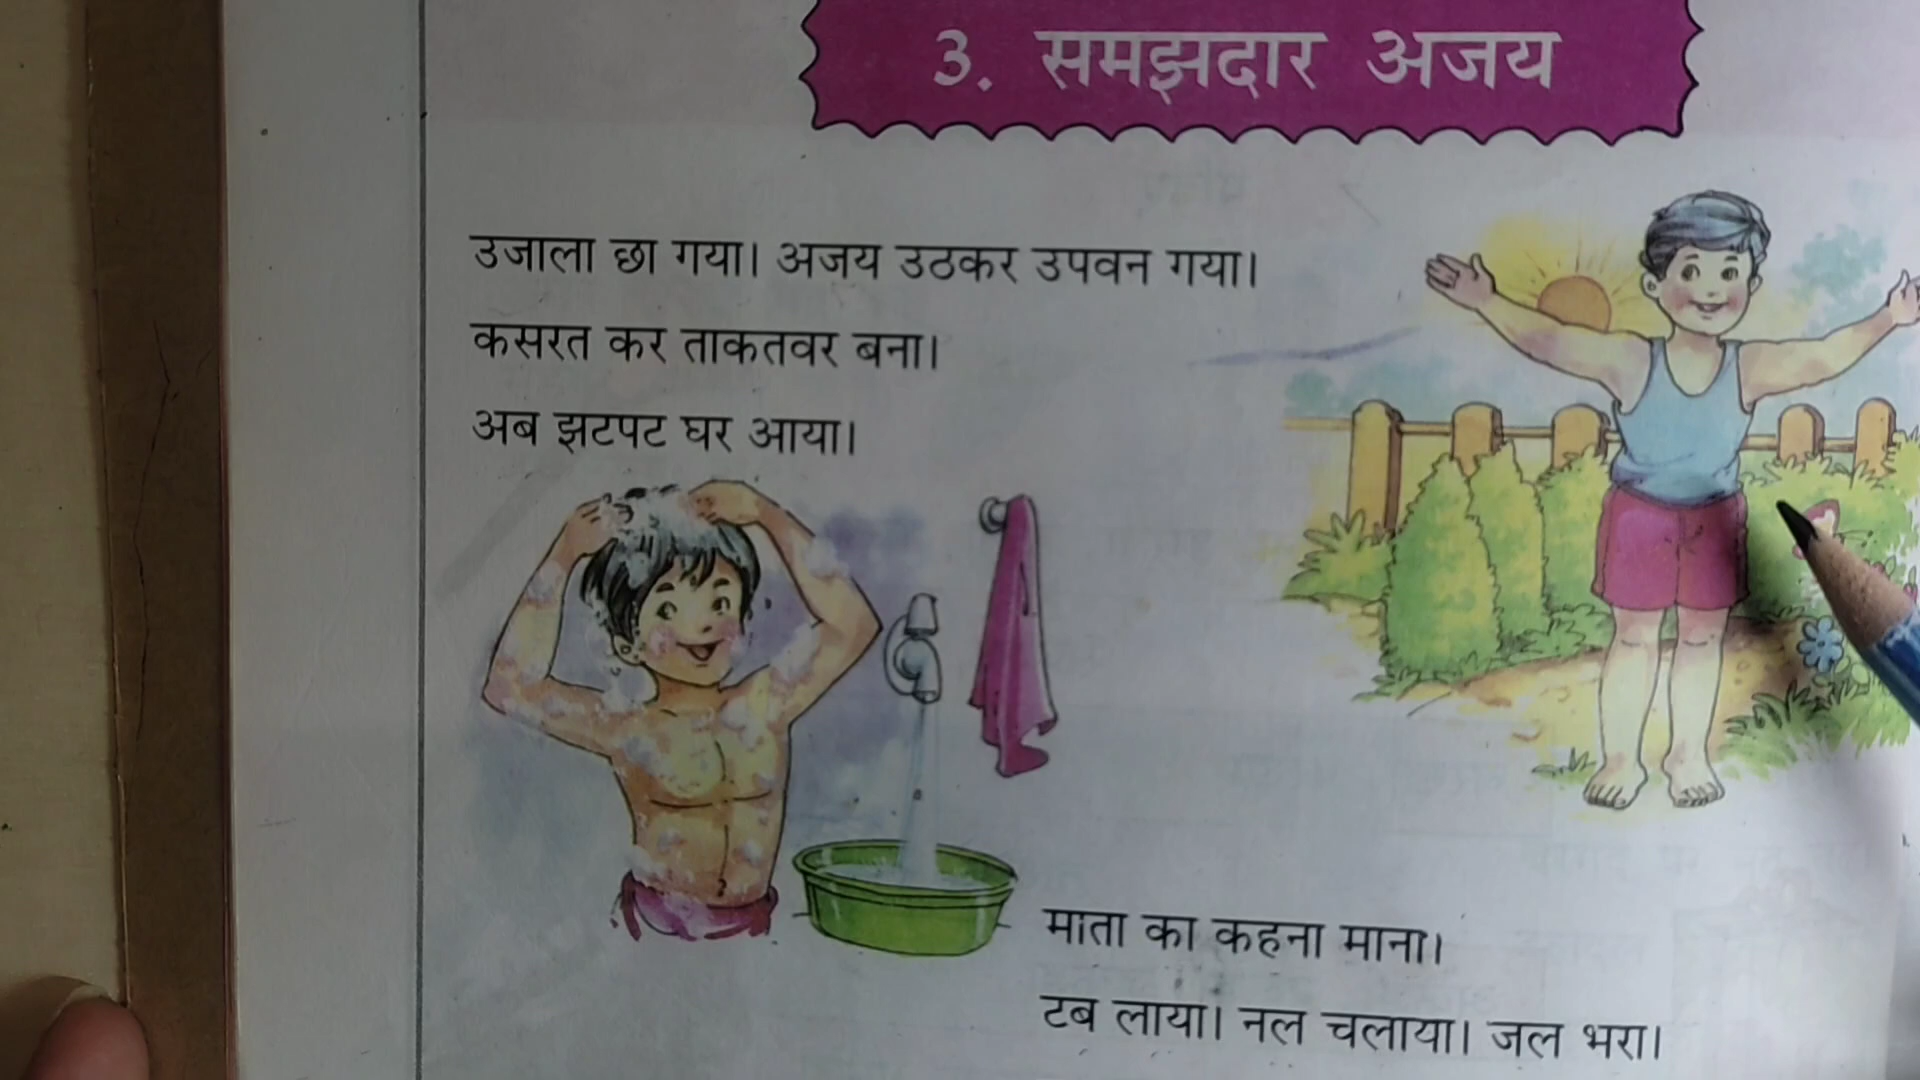 3. समझदार अजय
उजाला छा गया। अजय उठकर उपवन गया।
कसरत कर ताकतवर बना।
अब झटपट घर आया।
माता का कहना माना।
टब लाया। नल चलाया। जल भरा।